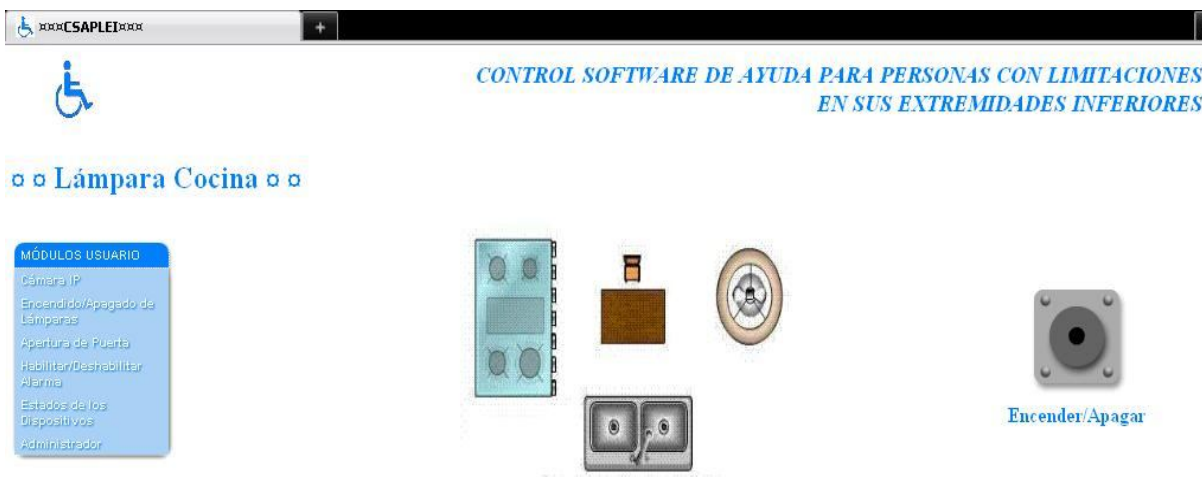 ¤¤¤CSAPLEI¤¤¤
+
CONTROL SOFTWARE DE AYUDA PARA PERSONAS CON LIMITACIONES
EN SUS EXTREMIDADES INFERIORES
¤ ¤ Lámpara Cocina ¤ ¤
MÓDULOS USUARIO
Cámara IP
Encendido/Apagado de
Lámparas
Apertura de Puerta
Habilitar/Deshabilitar
Alarma
Estados de los
Dispositivos
Administrador
Encender/Apagar